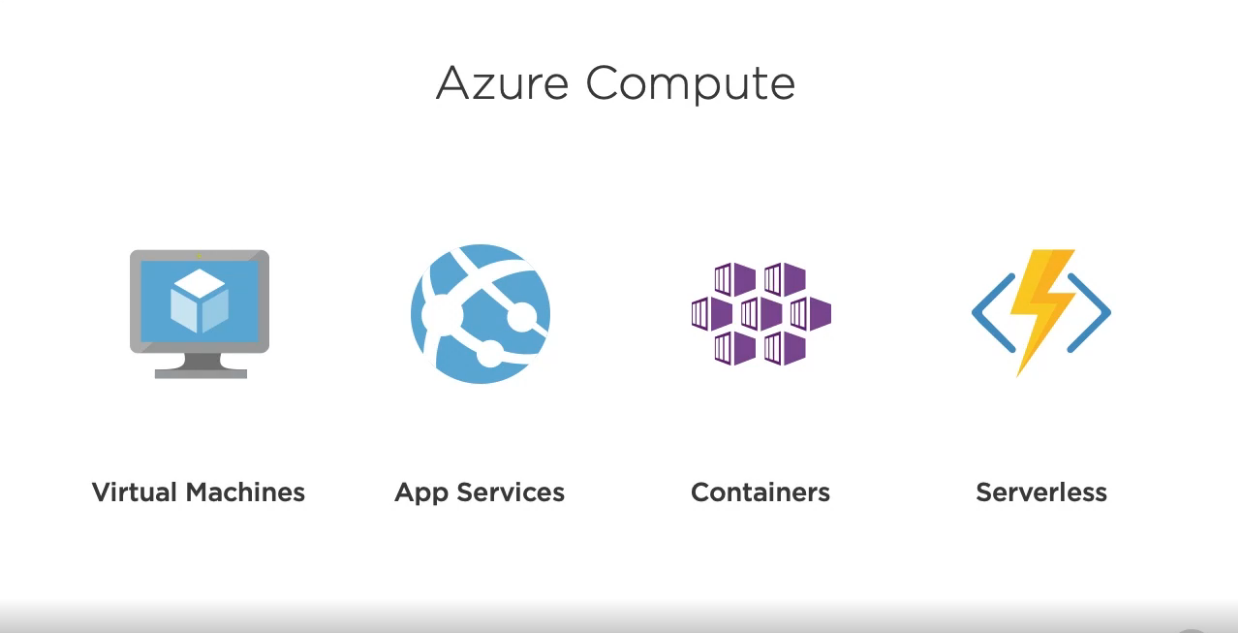 Azure Compute
Virtual Machines
App Services
Containers
Serverless